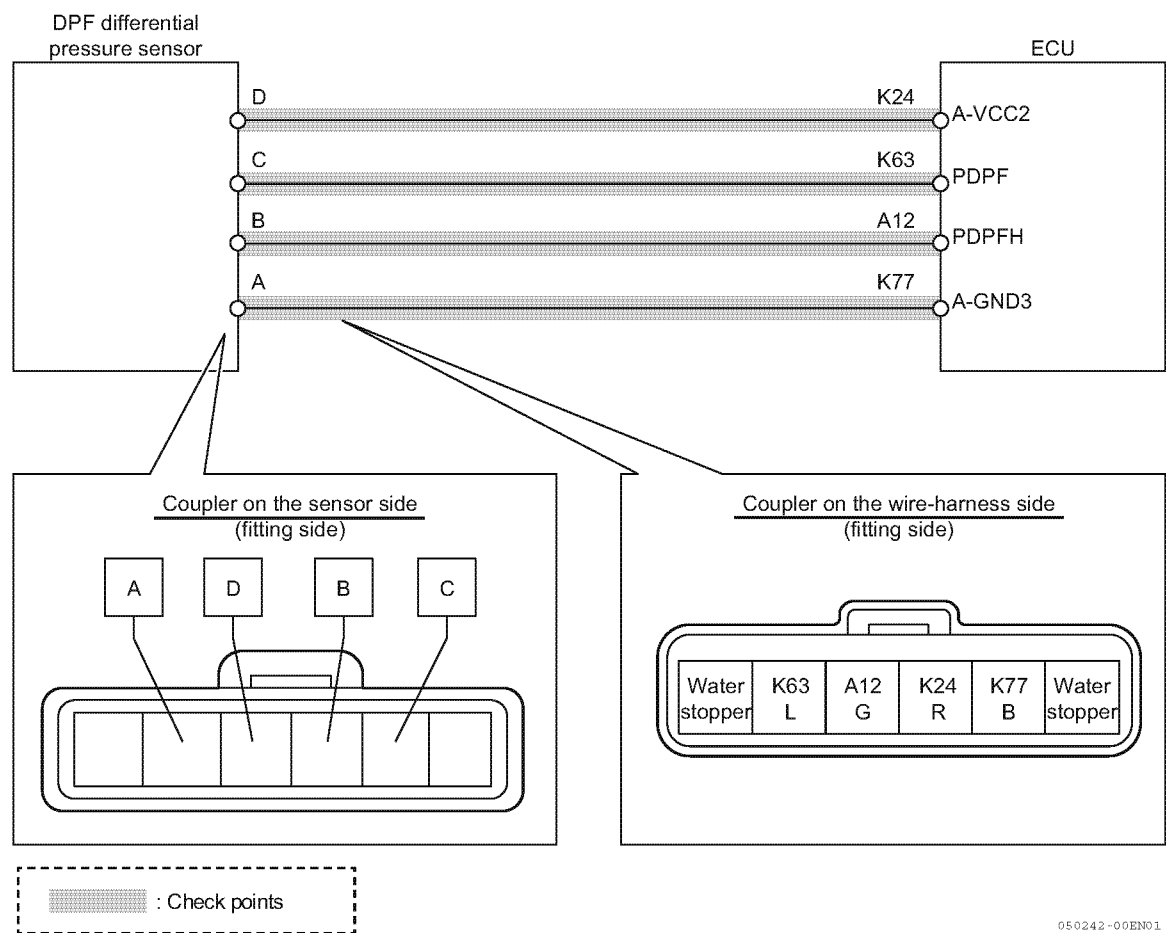 DPF differential
pressure sensor
ECU
D
K24
A-VCC2
C
K63
PDPF
B
A12
PDPFH
A
K77
A-GND3
Coupler on the sensor side
(fitting side)
A
D
B
C
Coupler on the wire-harness side
(fitting side)
Water
stopper
K63
L
A12
G
K24
R
K77
B
Water
stopper
: Check points
050242-00EN01